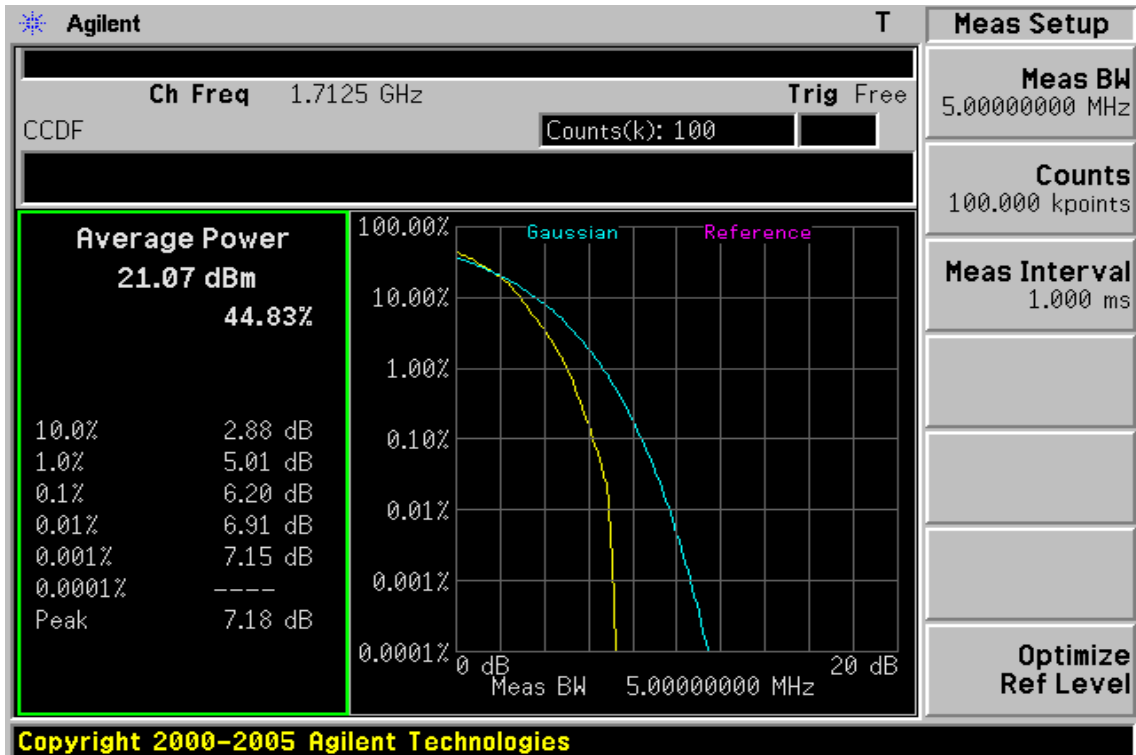 Agilent T
Meas Setup
Ch Freq 1.7125 GHz Trig Free
CCDF Counts(k): 100
Meas BW
5.00000000 MHz
Counts
100.000 kpoints
Meas Interval
1.000 ms
Optimize
Ref Level
Average Power
21.07 dBm
44.83%
10.0% 2.88 dB
1.0% 5.01 dB
0.1% 6.20 dB
0.01% 6.91 dB
0.001% 7.15 dB
0.0001% ----
Peak 7.18 dB
Gaussian Reference
100.00%
10.00%
1.00%
0.10%
0.01%
0.001%
0.0001%
0 dB 20 dB
Meas BW 5.00000000 MHz
Copyright 2000-2005 Agilent Technologies